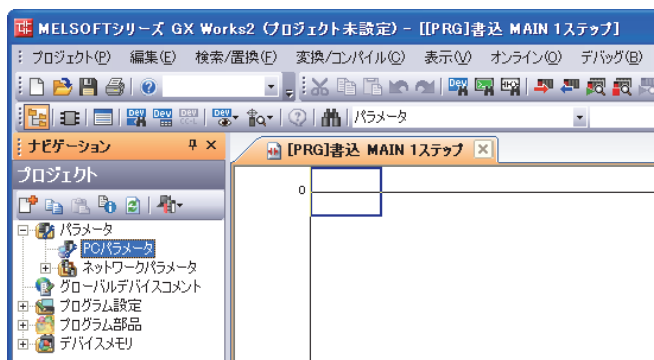 MELSOFTシリーズ GX Works2 (プロジェクト未設定) - [[PRG]書込 MAIN 1ステップ]
プロジェクト(P) 編集(E) 検索/置換(F) 変換/コンパイル(C) 表示(V) オンライン(O) デバッグ(B)
パラメータ
ナビゲーション
[PRG]書込 MAIN 1ステップ
プロジェクト
0
パラメータ
PCパラメータ
ネットワークパラメータ
グローバルデバイスコメント
プログラム設定
プログラム部品
デバイスメモリ